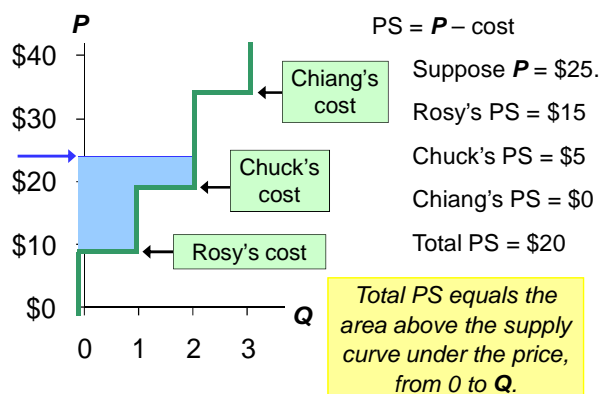 P
$40
$30
$20
$10
$0
0 1 2 3
Q
Chiang's
cost
Chuck's
cost
Rosy's cost
PS = P – cost
Suppose P = $25.
Rosy's PS = $15
Chuck's PS = $5
Chiang's PS = $0
Total PS = $20
Total PS equals the
area above the supply
curve under the price,
from 0 to Q.